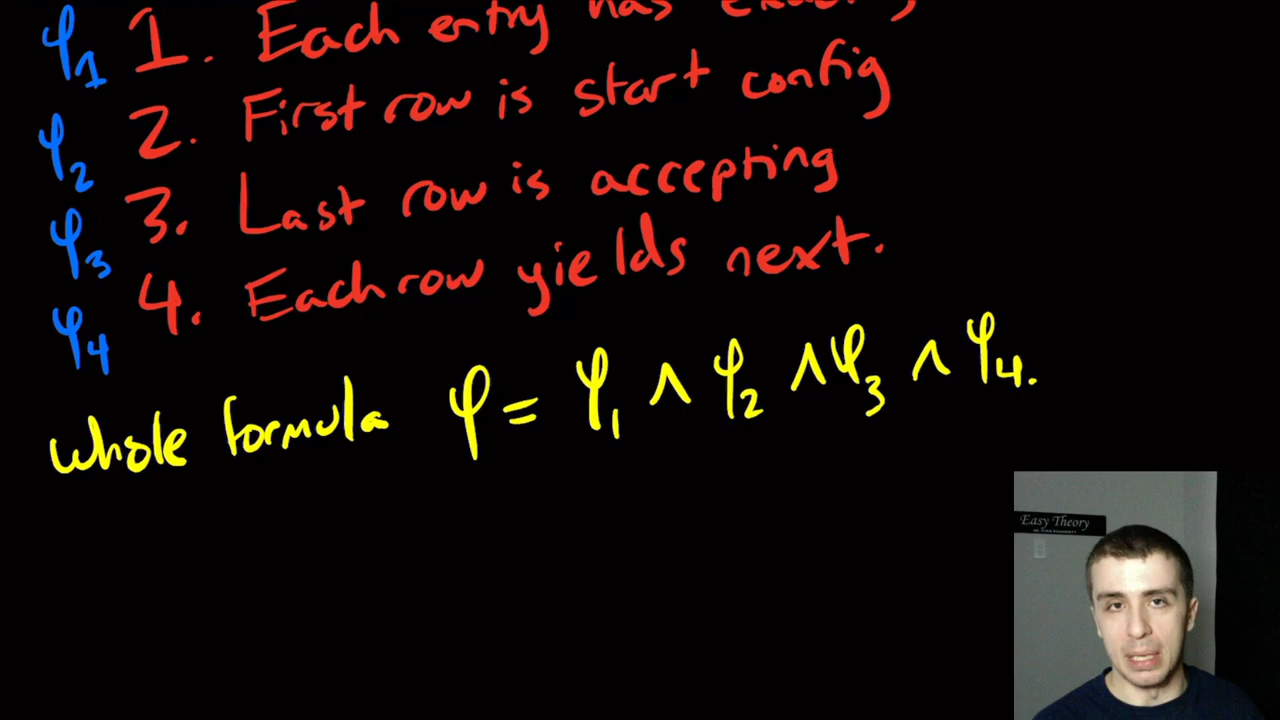 φ1 1. Each entry has
φ2 2. First row is start config
φ3 3. Last row is accepting
φ4 4. Each row yields next.
whole formula φ = φ1 ∧ φ2 ∧ φ3 ∧ φ4.
Easy Theory